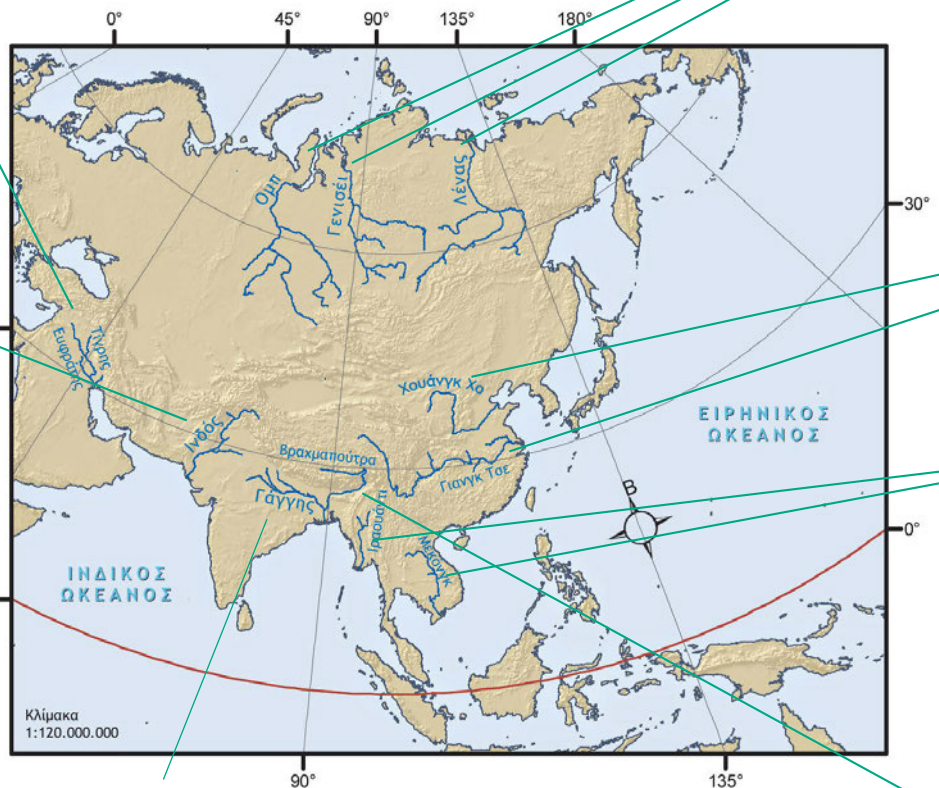 0° 45° 90° 135° 180°
30°
Ομπ
Γενισέι
Λένας
Ευφράτης
Τίγρης
Χουάνγκ Χο
ΕΙΡΗΝΙΚΟΣ
ΩΚΕΑΝΟΣ
Ινδός
Βραχμαπούτρα
Γιανγκ Τσε
Γάγγης
Ιραουάντι
Μεκόνγκ
Β
0°
ΙΝΔΙΚΟΣ
ΩΚΕΑΝΟΣ
Κλίμακα
1:120.000.000
90° 135°